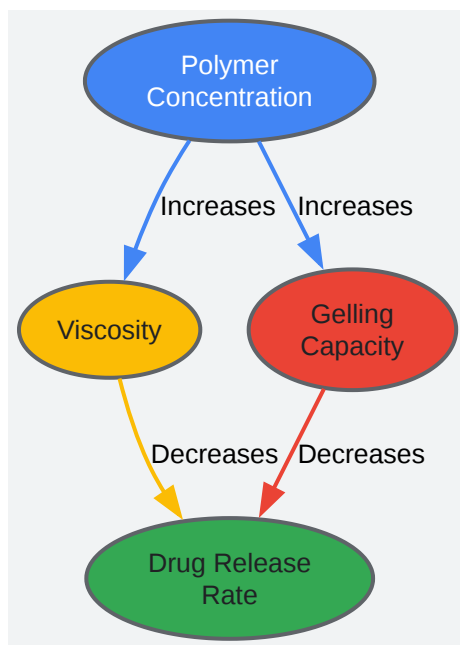 Polymer
Concentration
Increases
Increases
Viscosity
Gelling
Capacity
Decreases
Decreases
Drug Release
Rate